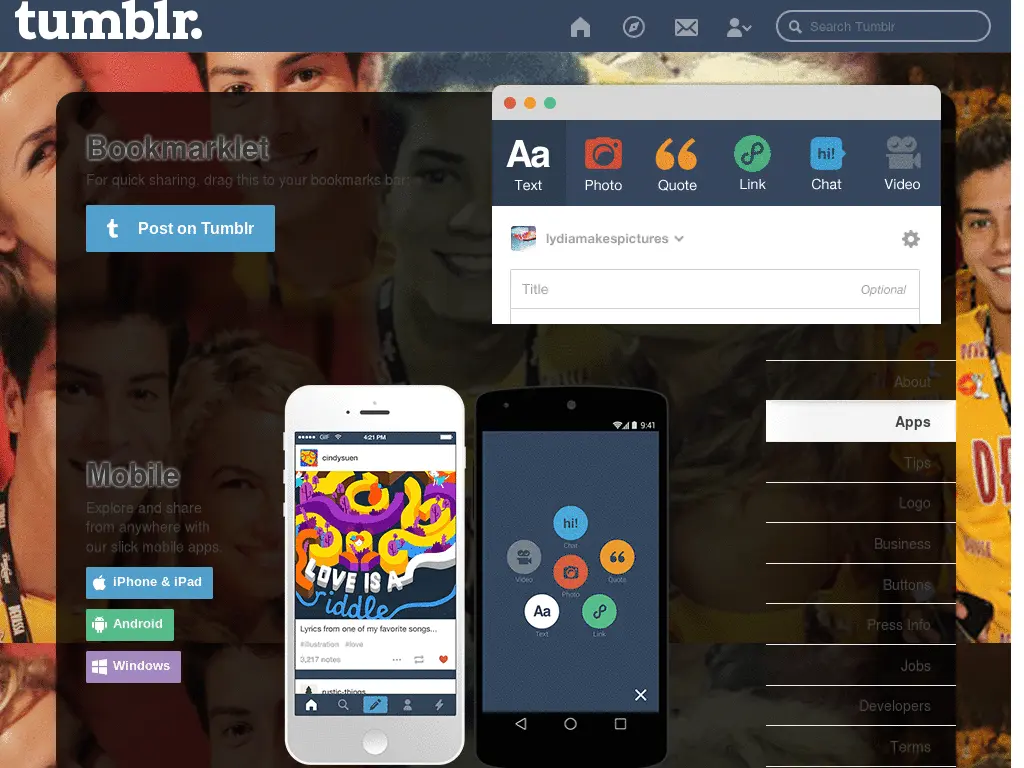 tumblr.
Search Tumblr
Bookmarklet
For quick sharing, drag this to your bookmarks bar:
t Post on Tumblr
Aa
hi!
Text
Photo
Quote
Link
Chat
Video
lydiamakespictures
Title
Optional
Mobile
Explore and share
from anywhere with
our slick mobile apps.
iPhone & iPad
Android
Windows
GIF
4:21 PM
cindysuen
LOVE IS A
riddle
Lyrics from one of my favorite songs...
#illustration #love
3,217 notes
rustic-things
9:41
hi!
Chat
Video
Quote
Photo
Aa
Text
Link
About
Apps
Tips
Logo
Business
Buttons
Press Info
Jobs
Developers
Terms